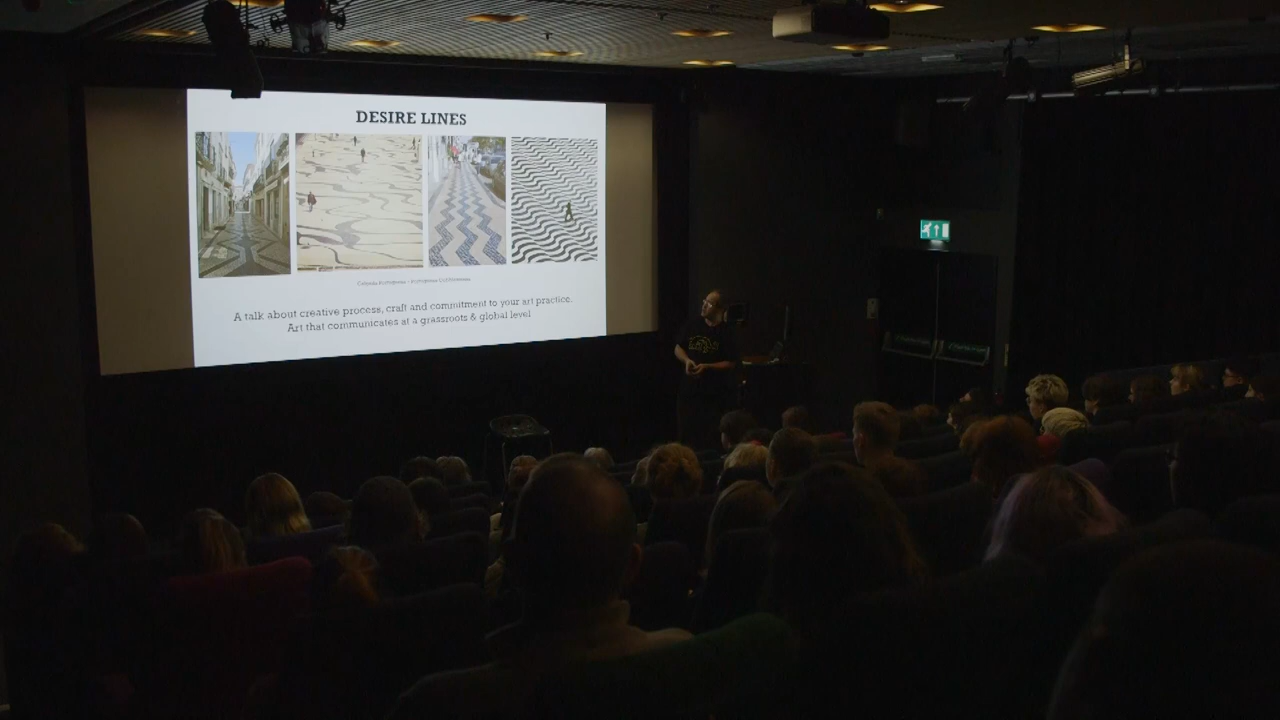 DESIRE LINES
A talk about creative process, craft and commitment to your art practice.
Art that communicates at a grassroots & global level